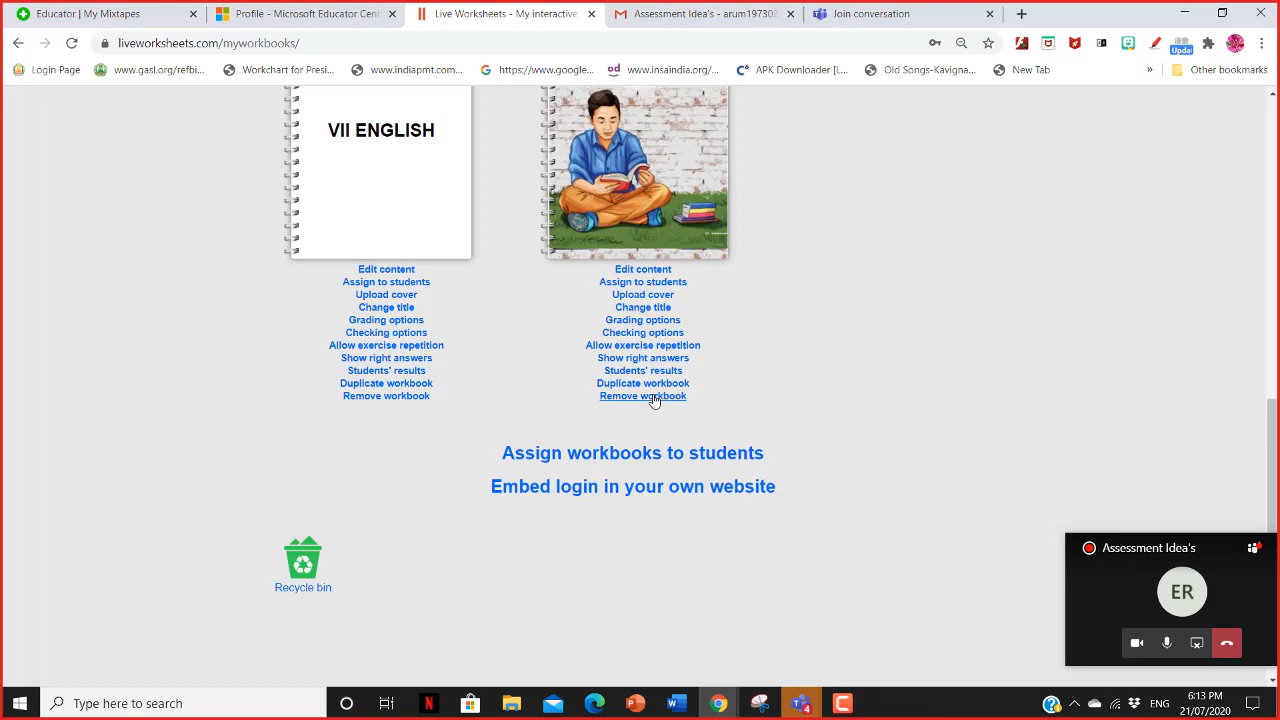 Educator | My Mixtapes
Profile - Microsoft Educator Cent
Live Worksheets - My interactive
Assessment Idea's - arum197302
Join conversation
liveworksheets.com/myworkbooks/
Update
Login Page
www.gasl.org/refbi...
Workchart for Presi...
www.indiapmt.com...
https://www.google...
od
www.insaindia.org/...
APK Downloader [L...
Old Songs-Kavigna...
New Tab
»
Other bookmarks
VII ENGLISH
Edit content
Assign to students
Upload cover
Change title
Grading options
Checking options
Allow exercise repetition
Show right answers
Students' results
Duplicate workbook
Remove workbook
Edit content
Assign to students
Upload cover
Change title
Grading options
Checking options
Allow exercise repetition
Show right answers
Students' results
Duplicate workbook
Remove workbook
Assign workbooks to students
Embed login in your own website
Recycle bin
Assessment Idea's
ER
Type here to search
4
ENG
6:13 PM
21/07/2020